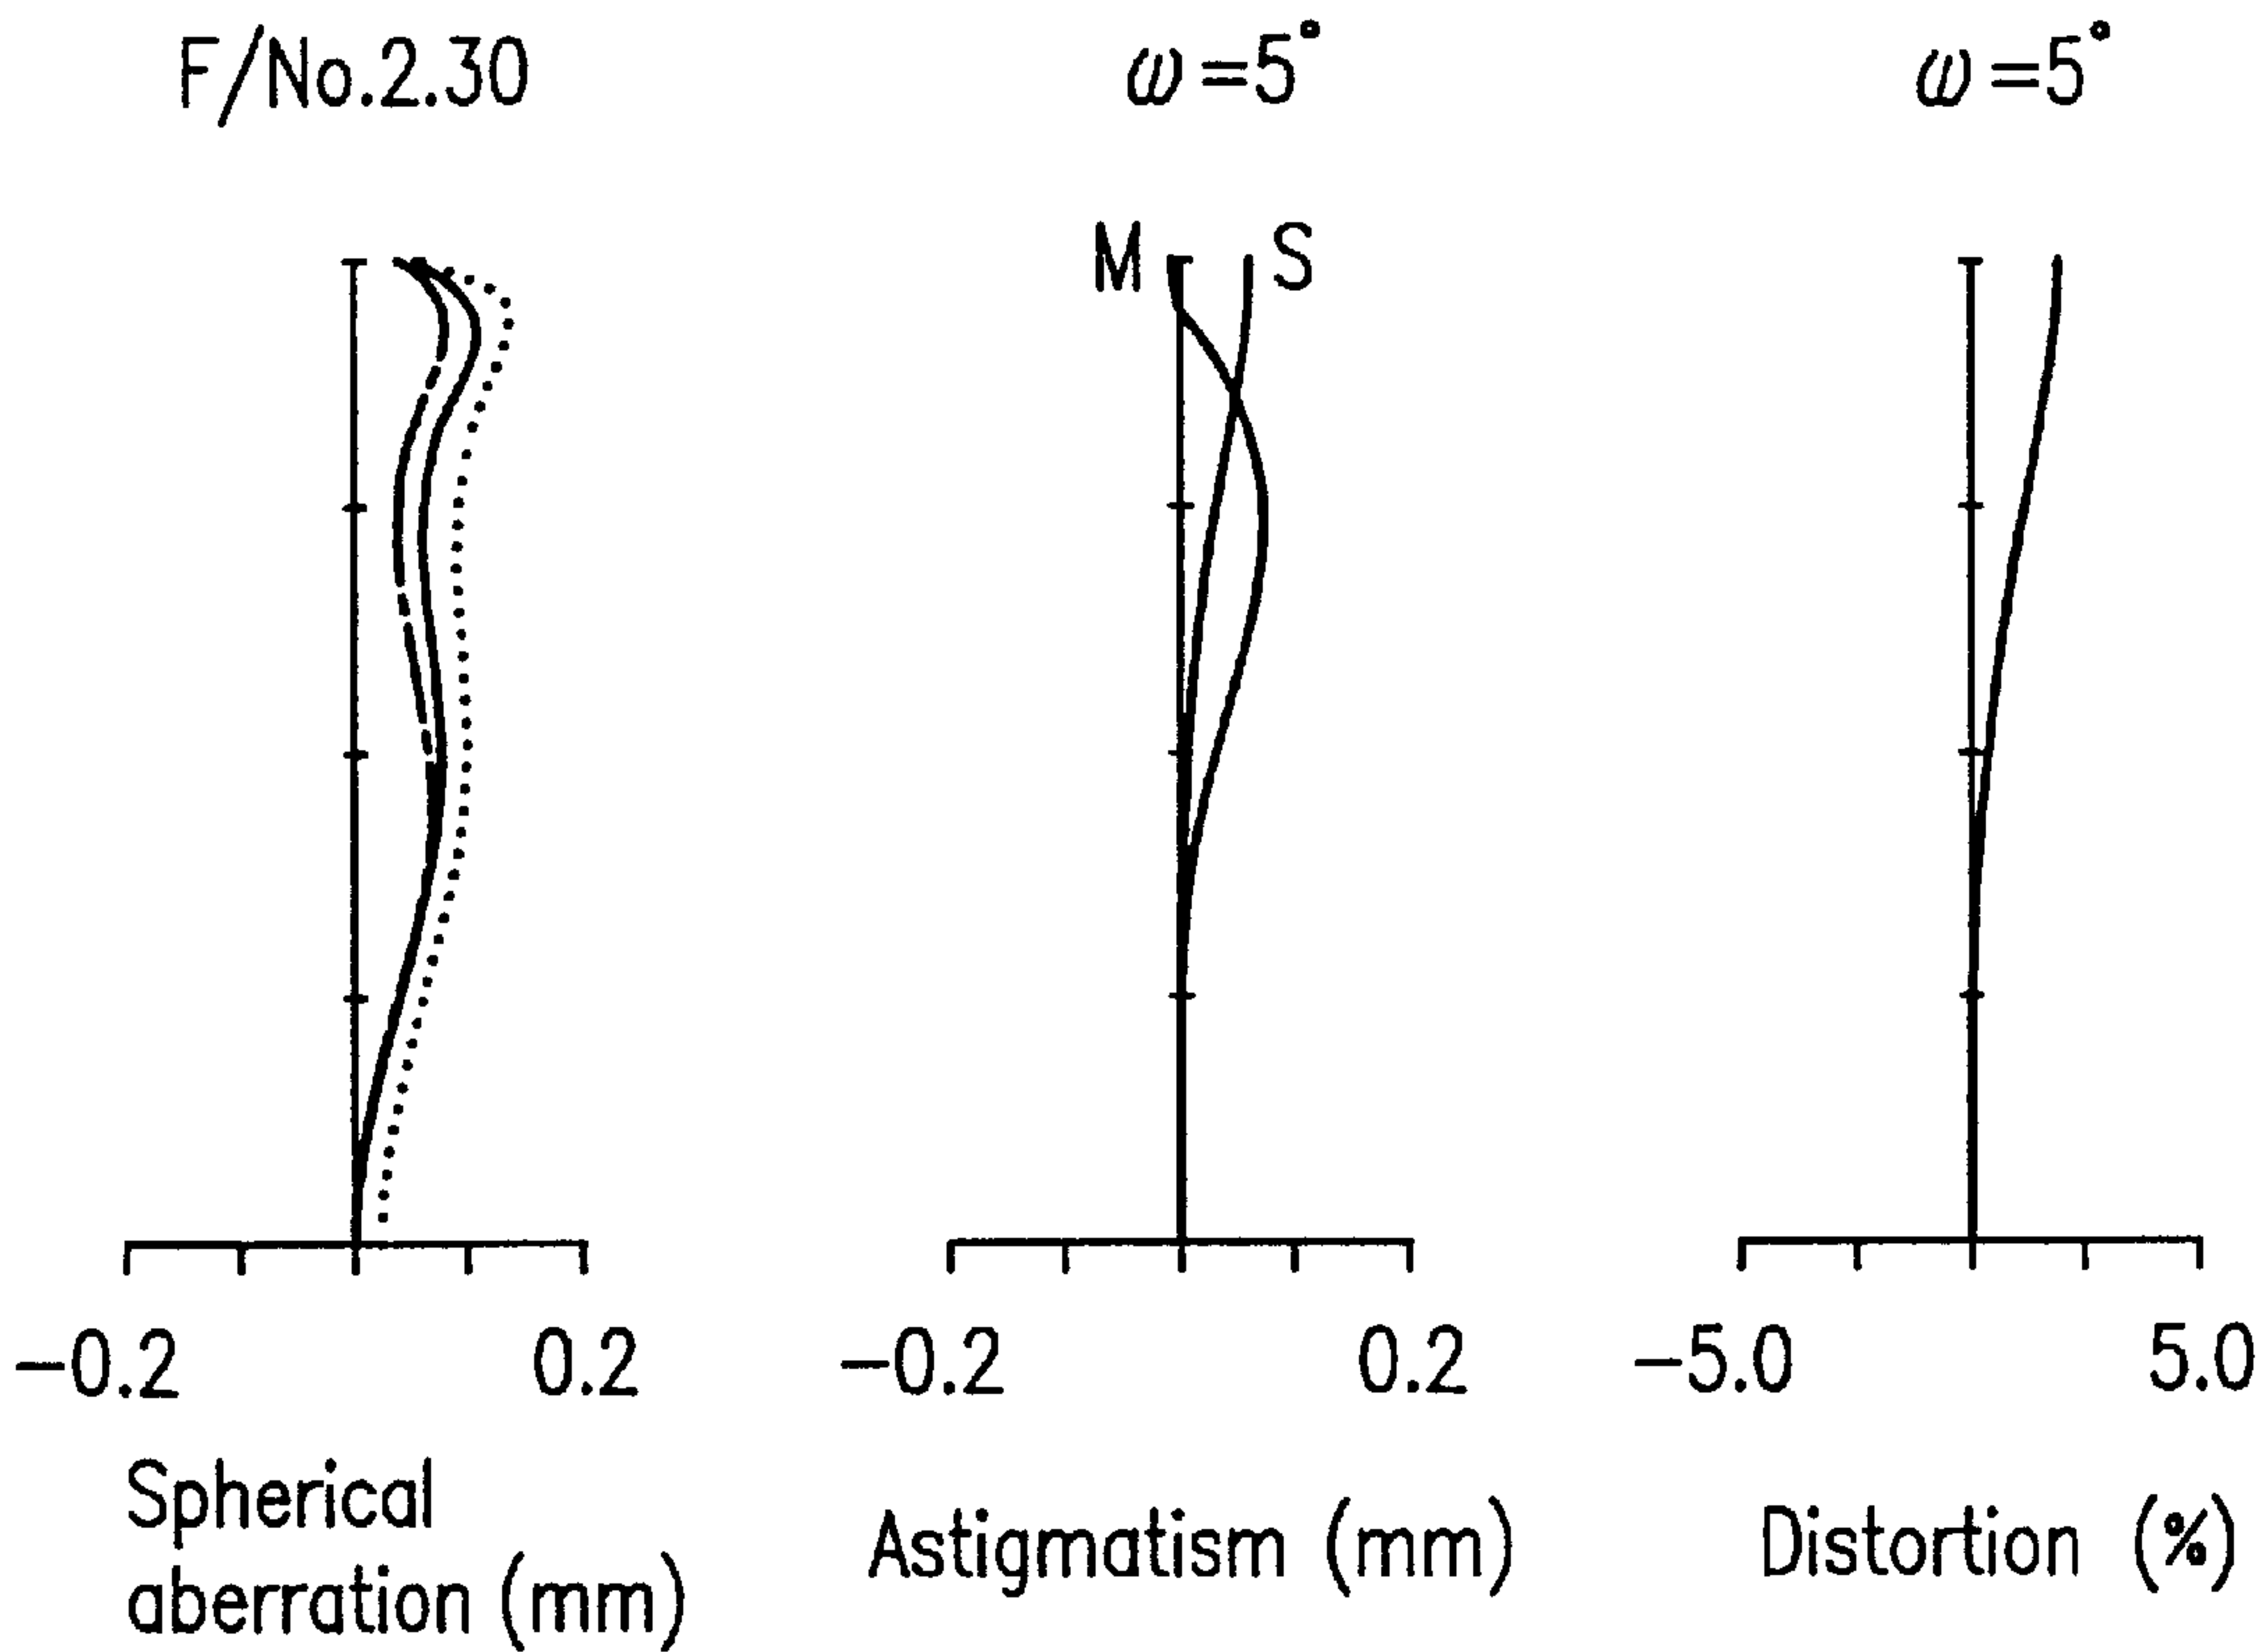 F/No.2.30
ω=5°
ω=5°
M S
-0.2 0.2
-0.2 0.2
-5.0 5.0
Spherical
aberration (mm)
Astigmatism (mm)
Distortion (%)